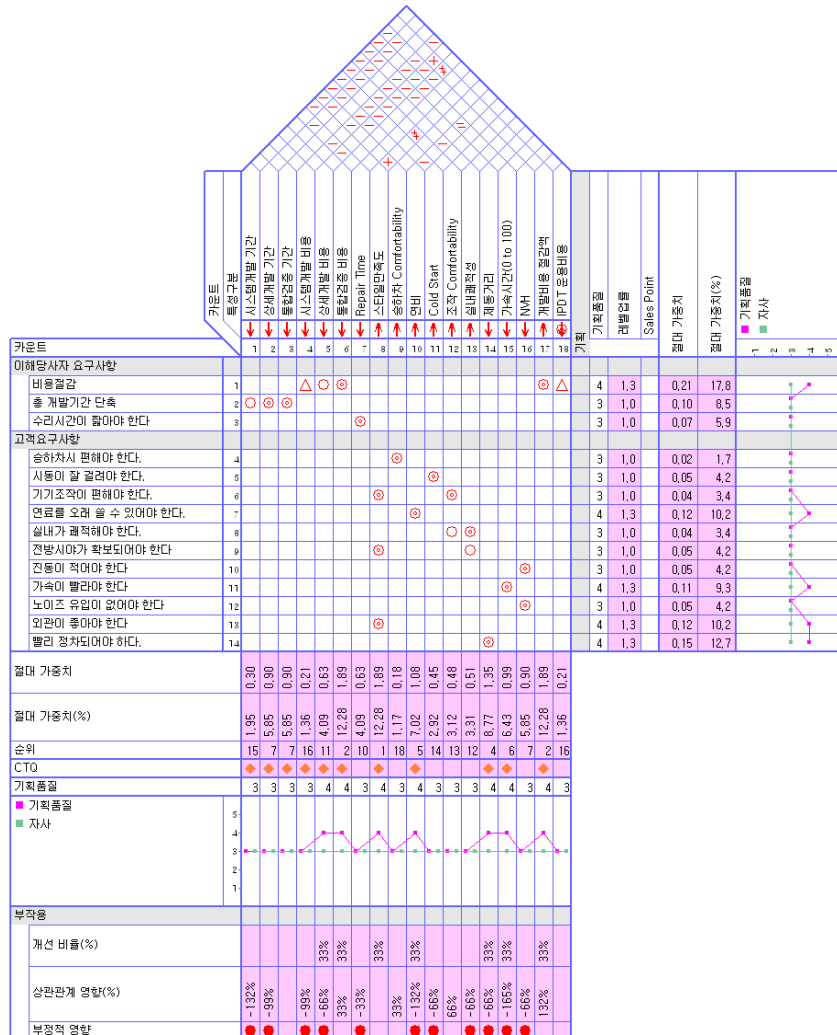 카운트
특성구분
시스템개발 기간
상세개발 기간
통합검증 기간
시스템개발 비용
상세개발 비용
통합검증 비용
Repair Time
스타일만족도
승하차 Comfortability
연비
Cold Start
조작 Comfortability
실내쾌적성
제동거리
가속시간(0 to 100)
NVH
개발비용 절감액
IPDT 운용비용
기획
기획품질
레벨업률
Sales Point
절대 가중치
절대 가중치(%)
기획품질
자사
1 2 3 4 5
카운트 1 2 3 4 5 6 7 8 9 10 11 12 13 14 15 16 17 18
이해당사자 요구사항
비용절감 1 4 1,3 0,21 17,8
총 개발기간 단축 2 3 1,0 0,10 8,5
수리시간이 짧아야 한다 3 3 1,0 0,07 5,9
고객요구사항
승하차시 편해야 한다. 4 3 1,0 0,02 1,7
시동이 잘 걸려야 한다. 5 3 1,0 0,05 4,2
기기조작이 편해야 한다. 6 3 1,0 0,04 3,4
연료를 오래 쓸 수 있어야 한다. 7 4 1,3 0,12 10,2
실내가 쾌적해야 한다. 8 3 1,0 0,04 3,4
전방시야가 확보되어야 한다 9 3 1,0 0,05 4,2
진동이 적어야 한다 10 3 1,0 0,05 4,2
가속이 빨라야 한다 11 4 1,3 0,11 9,3
노이즈 유입이 없어야 한다 12 3 1,0 0,05 4,2
외관이 좋아야 한다 13 4 1,3 0,12 10,2
빨리 정차되어야 하다. 14 4 1,3 0,15 12,7
절대 가중치 0,30 0,90 0,90 0,21 0,63 1,89 0,63 1,89 0,18 1,08 0,45 0,48 0,51 1,35 0,99 0,90 1,89 0,21
절대 가중치(%) 1,95 5,85 5,85 1,36 4,09 12,28 4,09 12,28 1,17 7,02 2,92 3,12 3,31 8,77 6,43 5,85 12,28 1,36
순위 15 7 7 16 11 2 10 1 18 5 14 13 12 4 6 7 2 16
CTQ
기획품질 3 3 3 3 4 4 3 4 3 4 3 3 3 4 4 3 4 3
기획품질
자사
5
4
3
2
1
부작용
개선 비율(%) 33% 33% 33% 33% 33% 33% 33%
상관관계 영향(%) -132% -99% -99% -66% 33% -33% 33% -132% -66% 66% -66% -66% -165% -66% 132%
부정적 영향